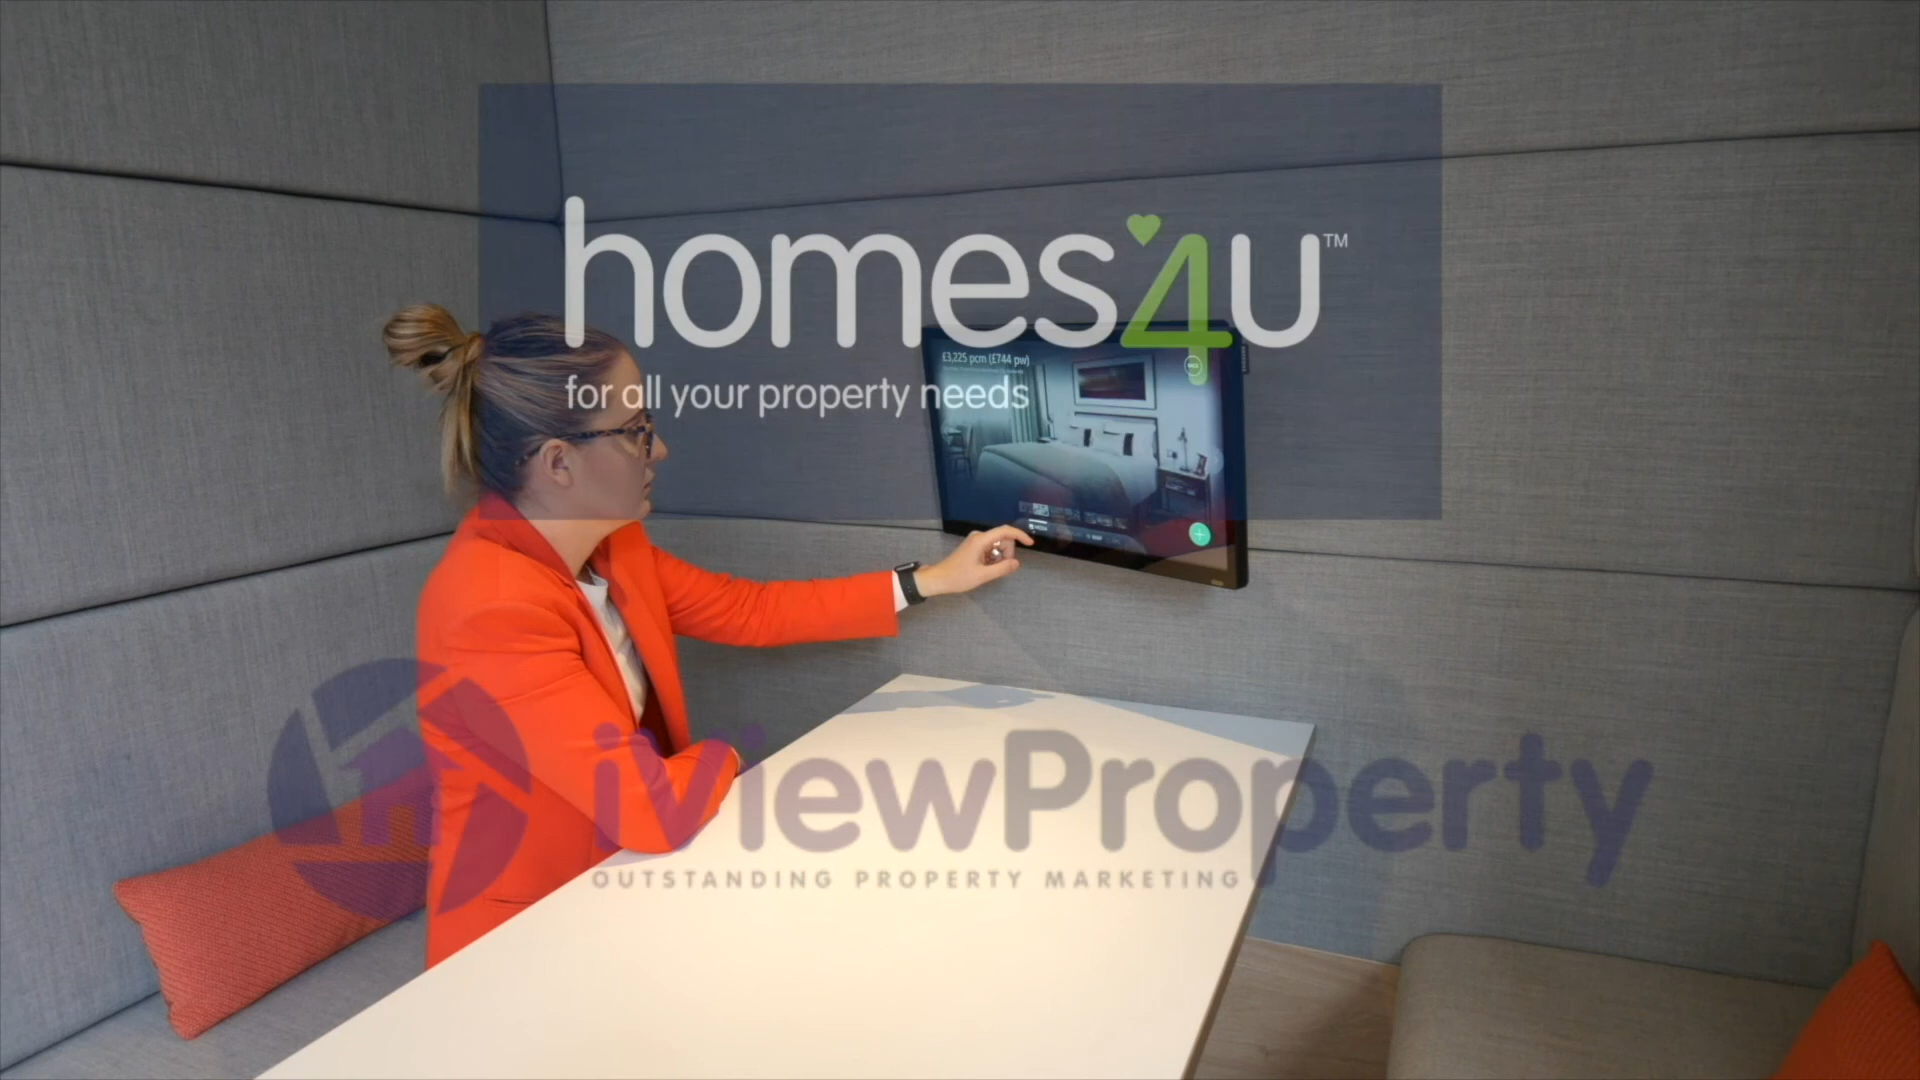 homes4u™
for all your property needs
£3,225 pcm (£744 pw)
iViewProperty
OUTSTANDING PROPERTY MARKETING